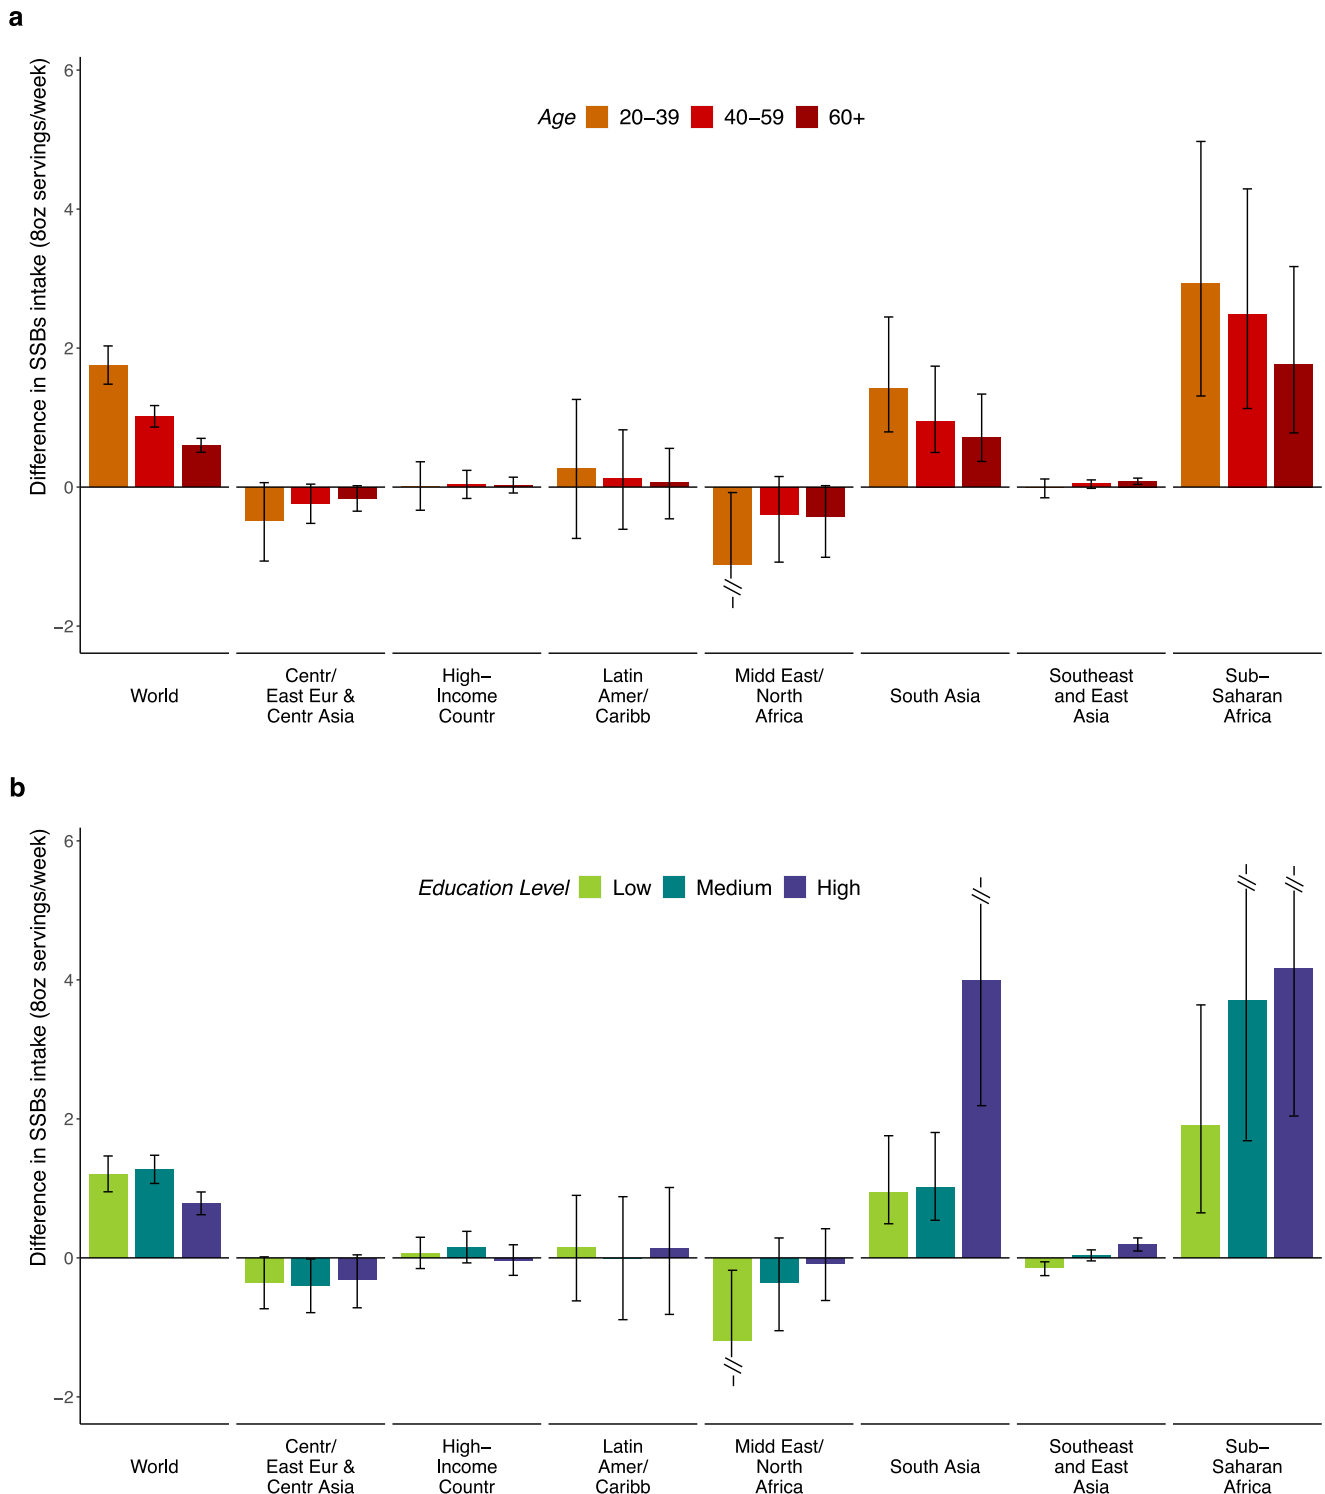 a
Difference in SSBs intake (8oz servings/week)
6
4
2
0
−2
Age 20−39 40−59 60+
World
Centr/
East Eur &
Centr Asia
High−
Income
Countr
Latin
Amer/
Caribb
Midd East/
North
Africa
South Asia
Southeast
and East
Asia
Sub−
Saharan
Africa
b
Difference in SSBs intake (8oz servings/week)
6
4
2
0
−2
Education Level Low Medium High
World
Centr/
East Eur &
Centr Asia
High−
Income
Countr
Latin
Amer/
Caribb
Midd East/
North
Africa
South Asia
Southeast
and East
Asia
Sub−
Saharan
Africa